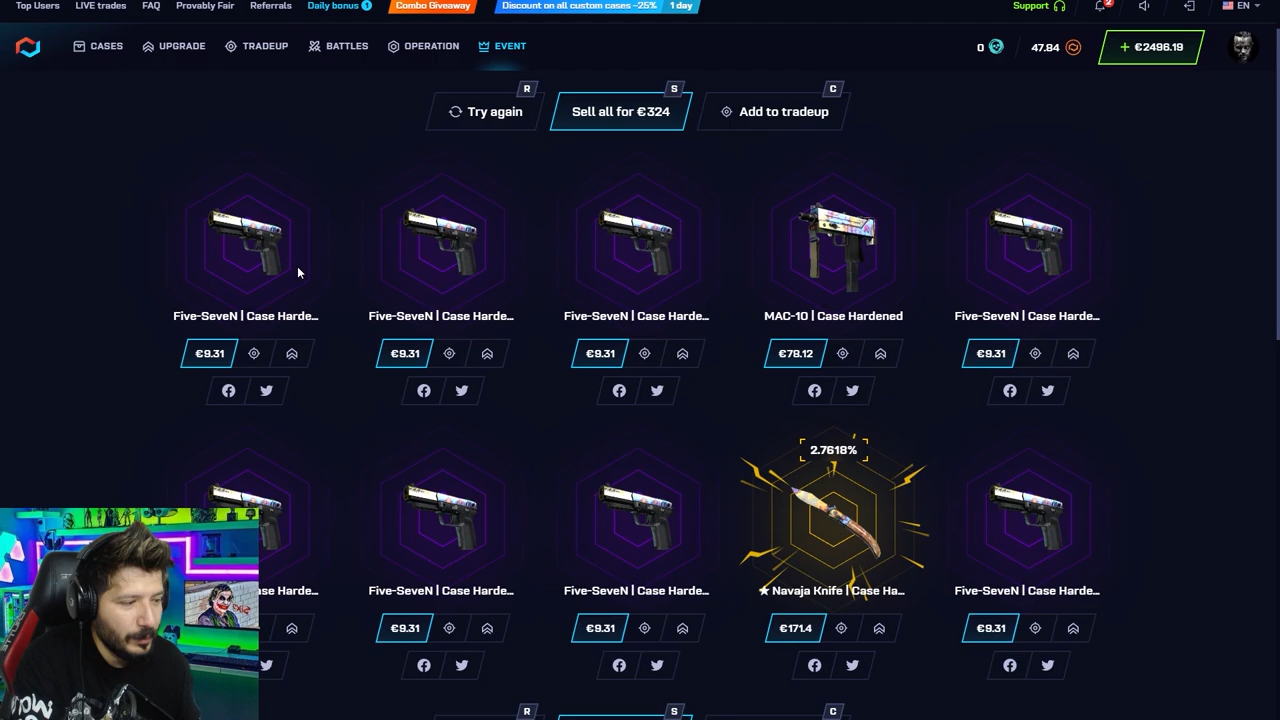 Top Users LIVE trades FAQ Provably Fair Referrals Daily bonus 1 Combo Giveaway Discount on all custom cases ~25% 1 day Support 2 EN
CASES UPGRADE TRADEUP BATTLES OPERATION EVENT 0 47.84 + €2496.19
R S C
Try again Sell all for €324 Add to tradeup
Five-SeveN | Case Harde... Five-SeveN | Case Harde... Five-SeveN | Case Harde... MAC-10 | Case Hardened Five-SeveN | Case Harde...
€9.31 €9.31 €9.31 €78.12 €9.31
2.7618%
arde... Five-SeveN | Case Harde... Five-SeveN | Case Harde... ★ Navaja Knife | Case Ha... Five-SeveN | Case Harde...
€9.31 €9.31 €171.4 €9.31
R S C